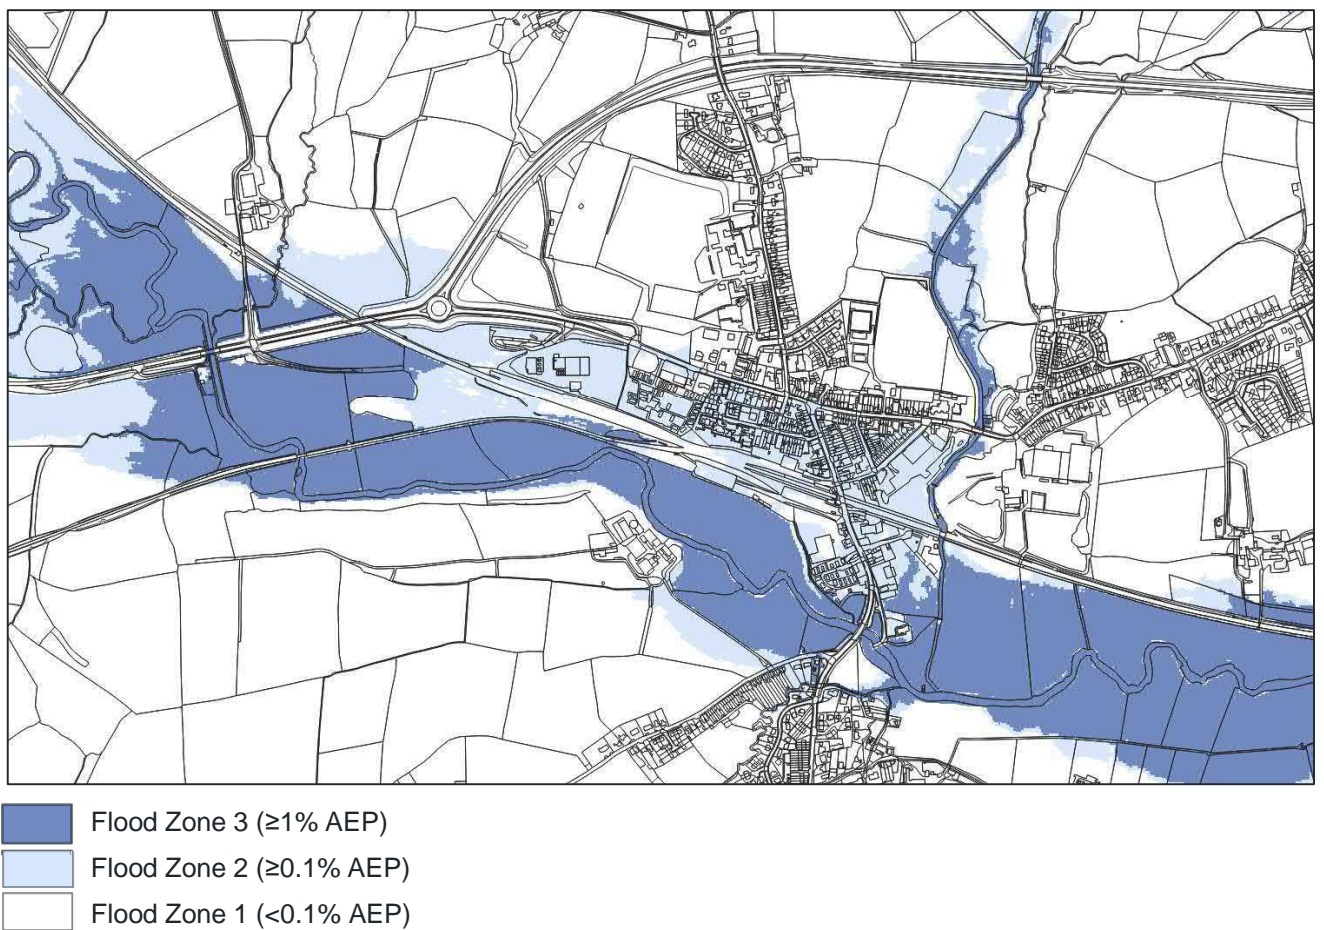 Flood Zone 3 (≥1% AEP)
Flood Zone 2 (≥0.1% AEP)
Flood Zone 1 (<0.1% AEP)